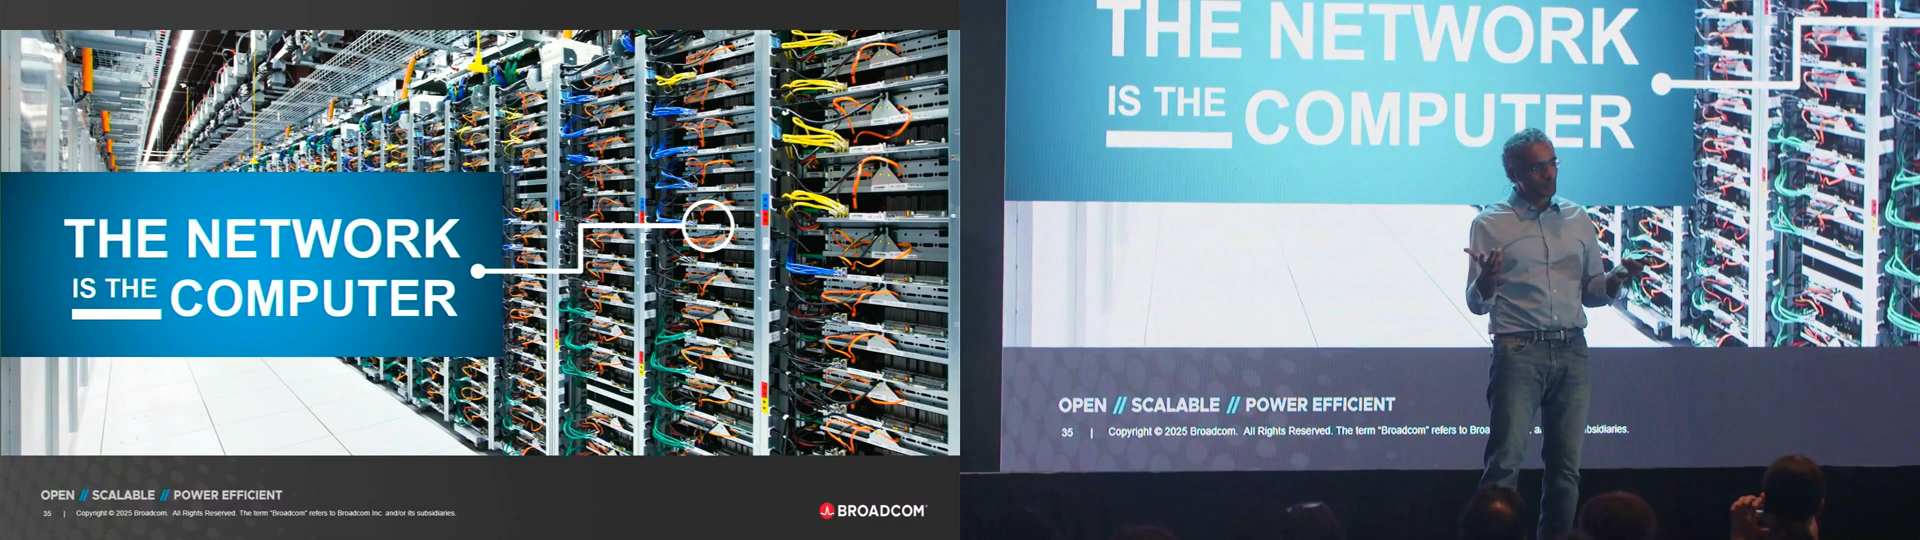 THE NETWORK
IS THE COMPUTER
OPEN // SCALABLE // POWER EFFICIENT
35 | Copyright © 2025 Broadcom. All Rights Reserved. The term "Broadcom" refers to Broadcom Inc. and/or its subsidiaries.
BROADCOM
THE NETWORK
IS THE COMPUTER
OPEN // SCALABLE // POWER EFFICIENT
35 | Copyright © 2025 Broadcom. All Rights Reserved. The term "Broadcom" refers to